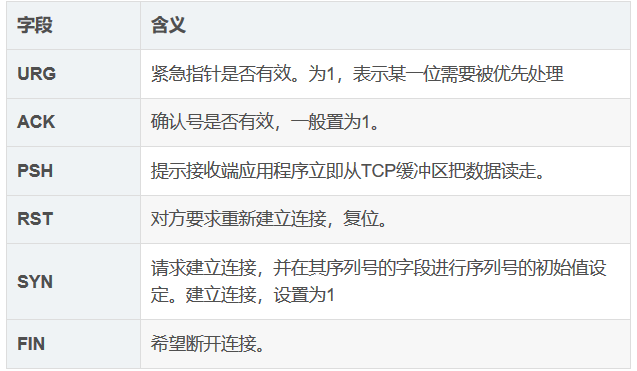 字段 含义
URG 紧急指针是否有效。为1，表示某一位需要被优先处理
ACK 确认号是否有效，一般置为1。
PSH 提示接收端应用程序立即从TCP缓冲区把数据读走。
RST 对方要求重新建立连接，复位。
SYN 请求建立连接，并在其序列号的字段进行序列号的初始值设
定。建立连接，设置为1
FIN 希望断开连接。